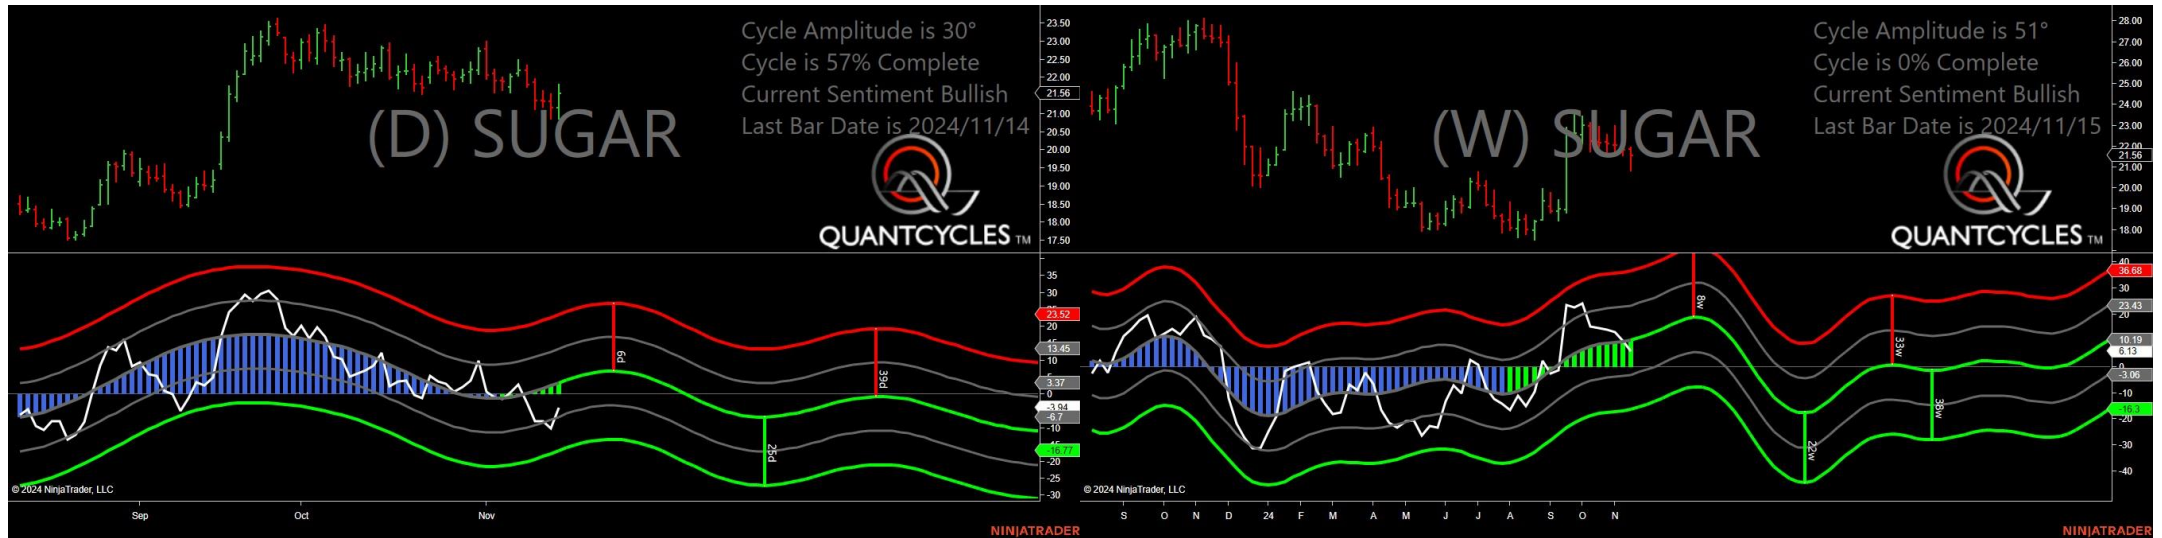 Cycle Amplitude is 30°
Cycle is 57% Complete
Current Sentiment Bullish
Last Bar Date is 2024/11/14
(D) SUGAR
QUANTCYCLES TM
23.50
23.00
22.50
22.00
21.56
21.00
20.50
20.00
19.50
19.00
18.50
18.00
17.50
35
30
23.52
20
13.45
10
5
3.37
0
-3.94
-6.7
-10
-16.77
-20
-25
-30
6d
25d
39d
© 2024 NinjaTrader, LLC
Sep Oct Nov
NINJATRADER
Cycle Amplitude is 51°
Cycle is 0% Complete
Current Sentiment Bullish
Last Bar Date is 2024/11/15
(W) SUGAR
QUANTCYCLES TM
28.00
27.00
26.00
25.00
24.00
23.00
22.00
21.56
21.00
20.00
19.00
18.00
40
36.68
23.43
20
10.19
6.13
0
-3.06
-10
-16.3
-20
-30
-40
8w
22w
33w
38w
© 2024 NinjaTrader, LLC
S O N D 24 F M A M J J A S O N
NINJATRADER